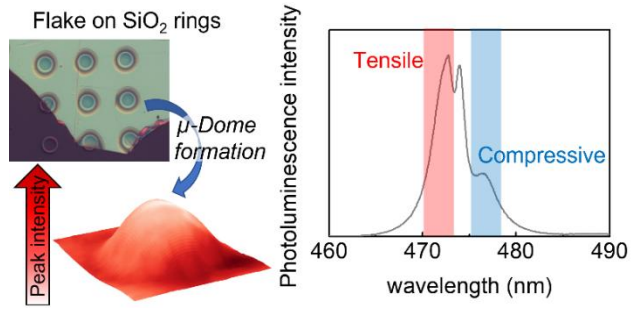 Flake on SiO₂ rings
μ-Dome
formation
Peak intensity
Photoluminescence intensity
Tensile
Compressive
460
470
480
490
wavelength (nm)